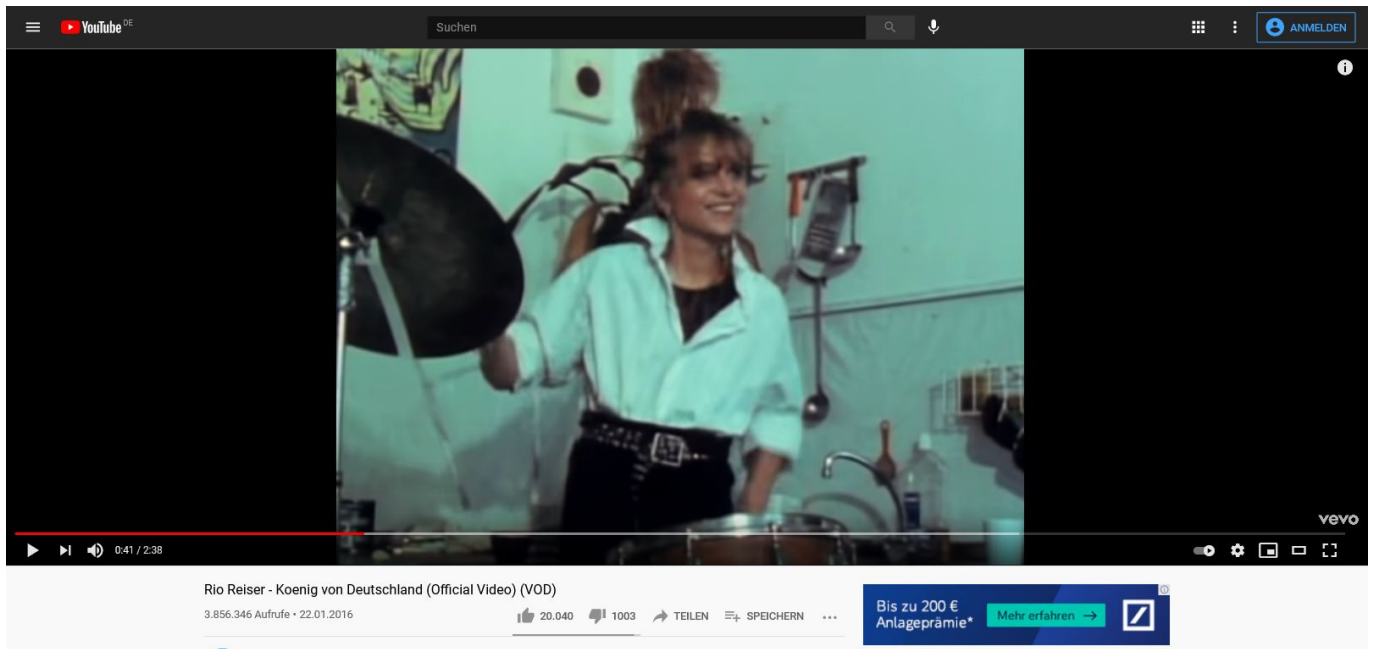 YouTube DE
Suchen
ANMELDEN
vevo
0:41 / 2:38
Rio Reiser - Koenig von Deutschland (Official Video) (VOD)
3.856.346 Aufrufe • 22.01.2016
20.040
1003
TEILEN
SPEICHERN
Bis zu 200 €
Anlageprämie*
Mehr erfahren →